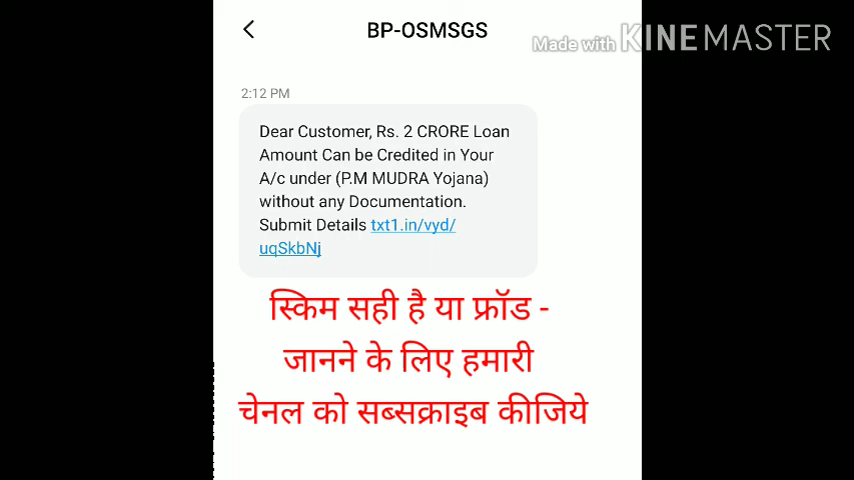 BP-OSMSGS
Made with KINEMASTER
2:12 PM
Dear Customer, Rs. 2 CRORE Loan
Amount Can be Credited in Your
A/c under (P.M MUDRA Yojana)
without any Documentation.
Submit Details txt1.in/vyd/
uqSkbNj
स्किम सही है या फ्रॉड -
जानने के लिए हमारी
चेनल को सब्सक्राइब कीजिये